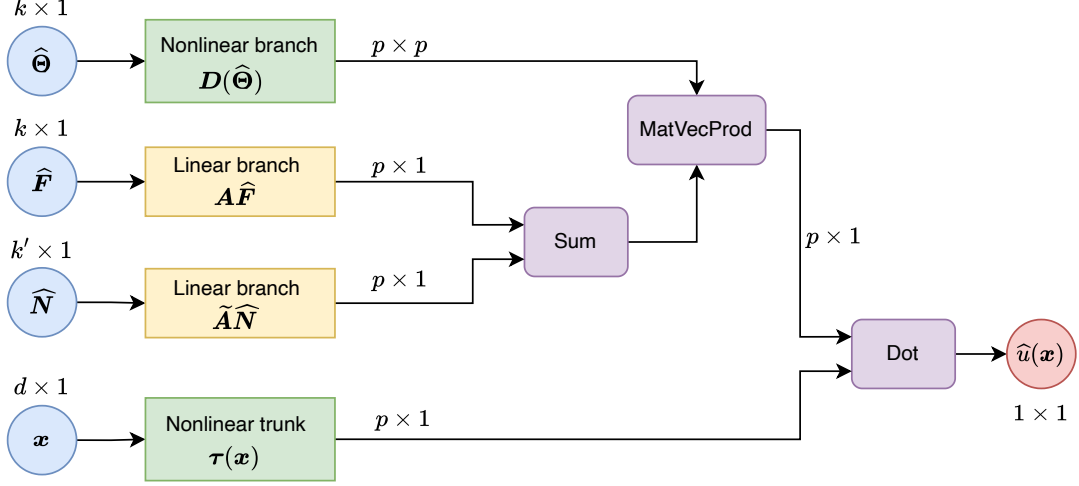 k × 1
Θ̂
Nonlinear branch
D(Θ̂)
p × p
MatVecProd
k × 1
F̂
Linear branch
AF̂
p × 1
Sum
k′ × 1
N̂
Linear branch
ÃN̂
p × 1
p × 1
d × 1
x
Nonlinear trunk
τ(x)
p × 1
Dot
û(x)
1 × 1